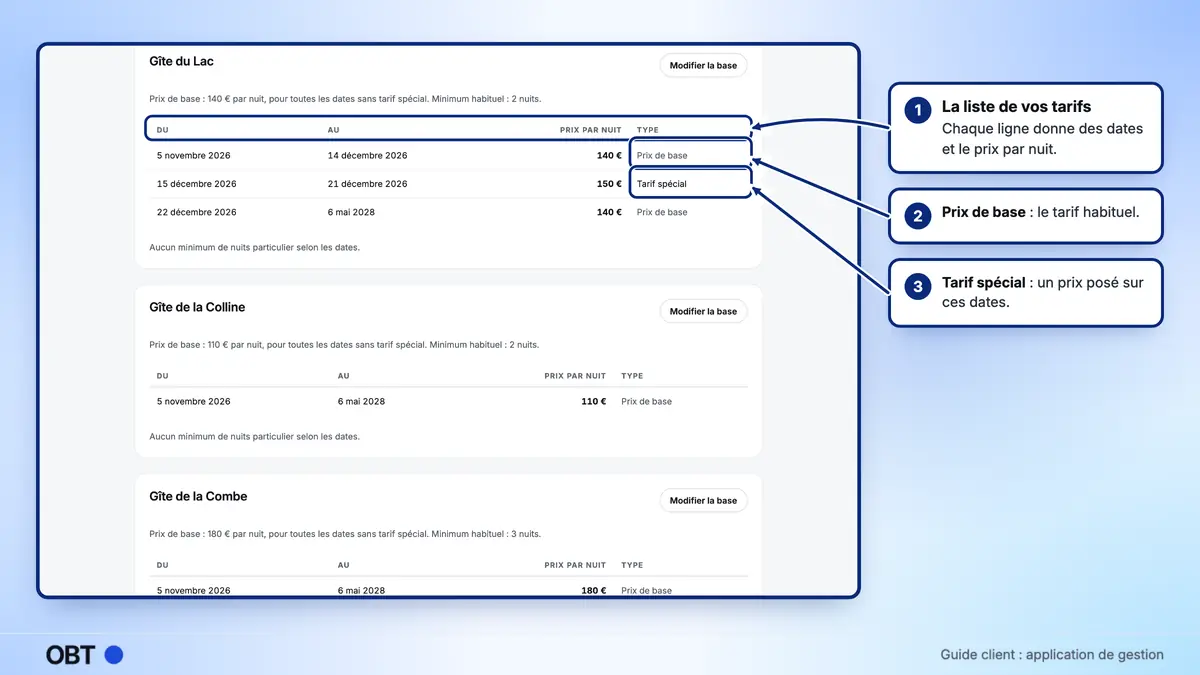 Gîte du Lac
Modifier la base
Prix de base : 140 € par nuit, pour toutes les dates sans tarif spécial. Minimum habituel : 2 nuits.
DU AU PRIX PAR NUIT TYPE
5 novembre 2026 14 décembre 2026 140 € Prix de base
15 décembre 2026 21 décembre 2026 150 € Tarif spécial
22 décembre 2026 6 mai 2028 140 € Prix de base
Aucun minimum de nuits particulier selon les dates.
Gîte de la Colline
Modifier la base
Prix de base : 110 € par nuit, pour toutes les dates sans tarif spécial. Minimum habituel : 2 nuits.
DU AU PRIX PAR NUIT TYPE
5 novembre 2026 6 mai 2028 110 € Prix de base
Aucun minimum de nuits particulier selon les dates.
Gîte de la Combe
Modifier la base
Prix de base : 180 € par nuit, pour toutes les dates sans tarif spécial. Minimum habituel : 3 nuits.
DU AU PRIX PAR NUIT TYPE
5 novembre 2026 6 mai 2028 180 € Prix de base
1 La liste de vos tarifs
Chaque ligne donne des dates
et le prix par nuit.
2 Prix de base : le tarif habituel.
3 Tarif spécial : un prix posé sur
ces dates.
OBT
Guide client : application de gestion